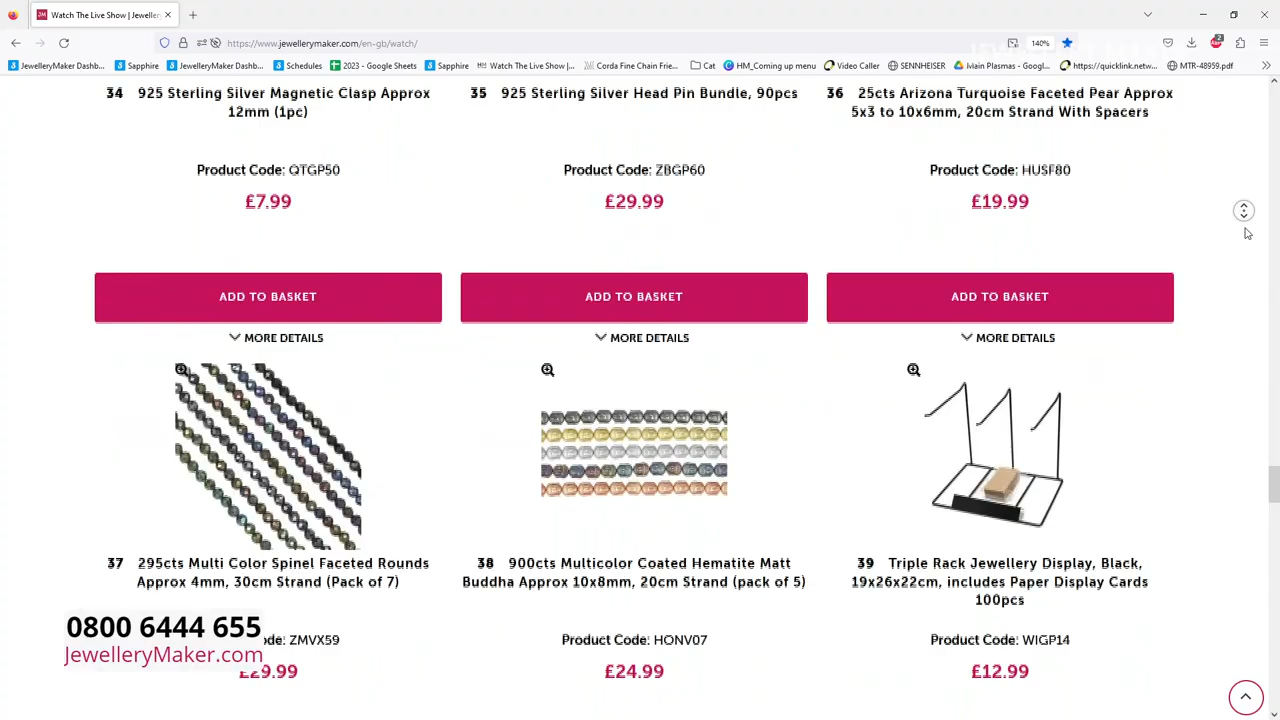 Watch The Live Show | Jeweller
https://www.jewellerymaker.com/en-gb/watch/
140%
2
JewelleryMaker Dashb...
Sapphire
JewelleryMaker Dashb...
Schedules
2023 - Google Sheets
Sapphire
Watch The Live Show |...
Corda Fine Chain Frie...
Cat
HM_Coming up menu
Video Caller
SENNHEISER
Main Plasmas - Googl...
https://quicklink.netw...
MTR-48959.pdf
34 925 Sterling Silver Magnetic Clasp Approx
12mm (1pc)
Product Code: QTGP50
£7.99
ADD TO BASKET
MORE DETAILS
35 925 Sterling Silver Head Pin Bundle, 90pcs
Product Code: ZBGP60
£29.99
ADD TO BASKET
MORE DETAILS
36 25cts Arizona Turquoise Faceted Pear Approx
5x3 to 10x6mm, 20cm Strand With Spacers
Product Code: HUSF80
£19.99
ADD TO BASKET
MORE DETAILS
37 295cts Multi Color Spinel Faceted Rounds
Approx 4mm, 30cm Strand (Pack of 7)
ode: ZMVX59
£29.99
38 900cts Multicolor Coated Hematite Matt
Buddha Approx 10x8mm, 20cm Strand (pack of 5)
Product Code: HONV07
£24.99
39 Triple Rack Jewellery Display, Black,
19x26x22cm, includes Paper Display Cards
100pcs
Product Code: WIGP14
£12.99
0800 6444 655
JewelleryMaker.com